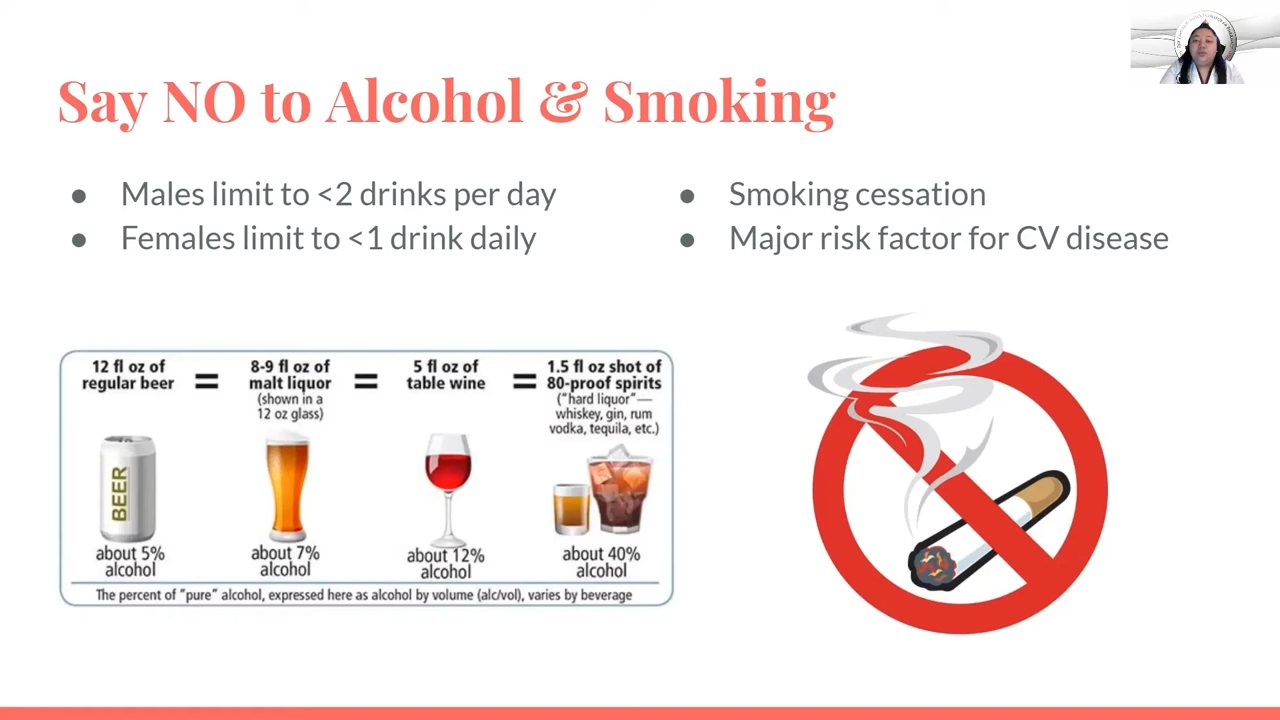 Say NO to Alcohol & Smoking
● Males limit to <2 drinks per day
● Females limit to <1 drink daily
● Smoking cessation
● Major risk factor for CV disease
12 fl oz of
regular beer
=
8-9 fl oz of
malt liquor
(shown in a
12 oz glass)
=
5 fl oz of
table wine
=
1.5 fl oz shot of
80-proof spirits
("hard liquor"—
whiskey, gin, rum
vodka, tequila, etc.)
BEER
about 5%
alcohol
about 7%
alcohol
about 12%
alcohol
about 40%
alcohol
The percent of "pure" alcohol, expressed here as alcohol by volume (alc/vol), varies by beverage